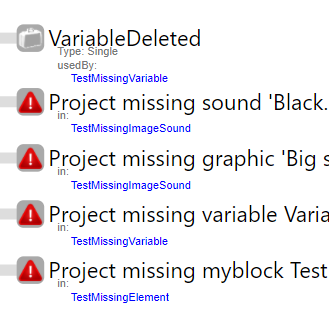 VariableDeleted
Type: Single
usedBy:
TestMissingVariable
Project missing sound 'Black.
in:
TestMissingImageSound
Project missing graphic 'Big s
in:
TestMissingImageSound
Project missing variable Varia
in:
TestMissingVariable
Project missing myblock Test
in:
TestMissingElement